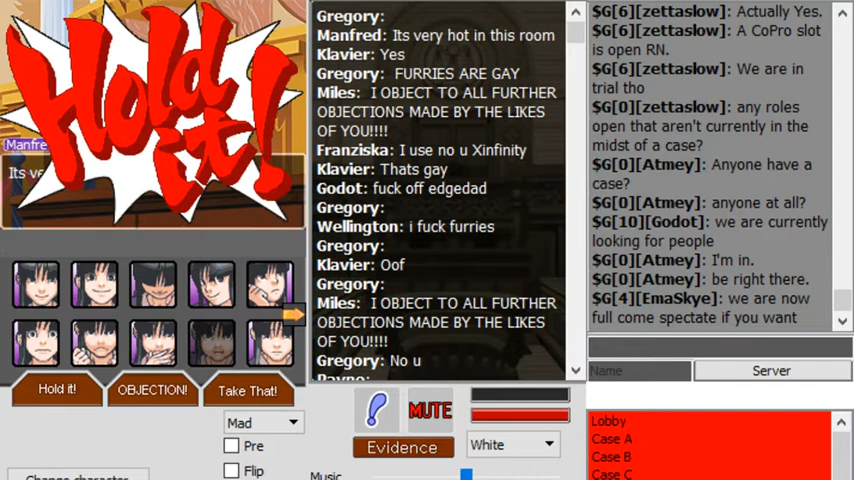 Hold
it!
Manfre
Its ve
Gregory:
Manfred: Its very hot in this room
Klavier: Yes
Gregory: FURRIES ARE GAY
Miles: I OBJECT TO ALL FURTHER
OBJECTIONS MADE BY THE LIKES
OF YOU!!!!
Franziska: I use no u Xinfinity
Klavier: Thats gay
Godot: fuck off edgedad
Gregory:
Wellington: i fuck furries
Gregory:
Klavier: Oof
Gregory:
Miles: I OBJECT TO ALL FURTHER
OBJECTIONS MADE BY THE LIKES
OF YOU!!!!
Gregory: No u
Payne:
$G[6][zettaslow]: Actually Yes.
$G[6][zettaslow]: A CoPro slot
is open RN.
$G[6][zettaslow]: We are in
trial tho
$G[0][zettaslow]: any roles
open that aren't currently in the
midst of a case?
$G[0][Atmey]: Anyone have a
case?
$G[0][Atmey]: anyone at all?
$G[10][Godot]: we are currently
looking for people
$G[0][Atmey]: I'm in.
$G[0][Atmey]: be right there.
$G[4][EmaSkye]: we are now
full come spectate if you want
Name
Server
Hold it!
OBJECTION!
Take That!
Mad
Pre
Flip
Change character
MUTE
Evidence
White
Music
Lobby
Case A
Case B
Case C